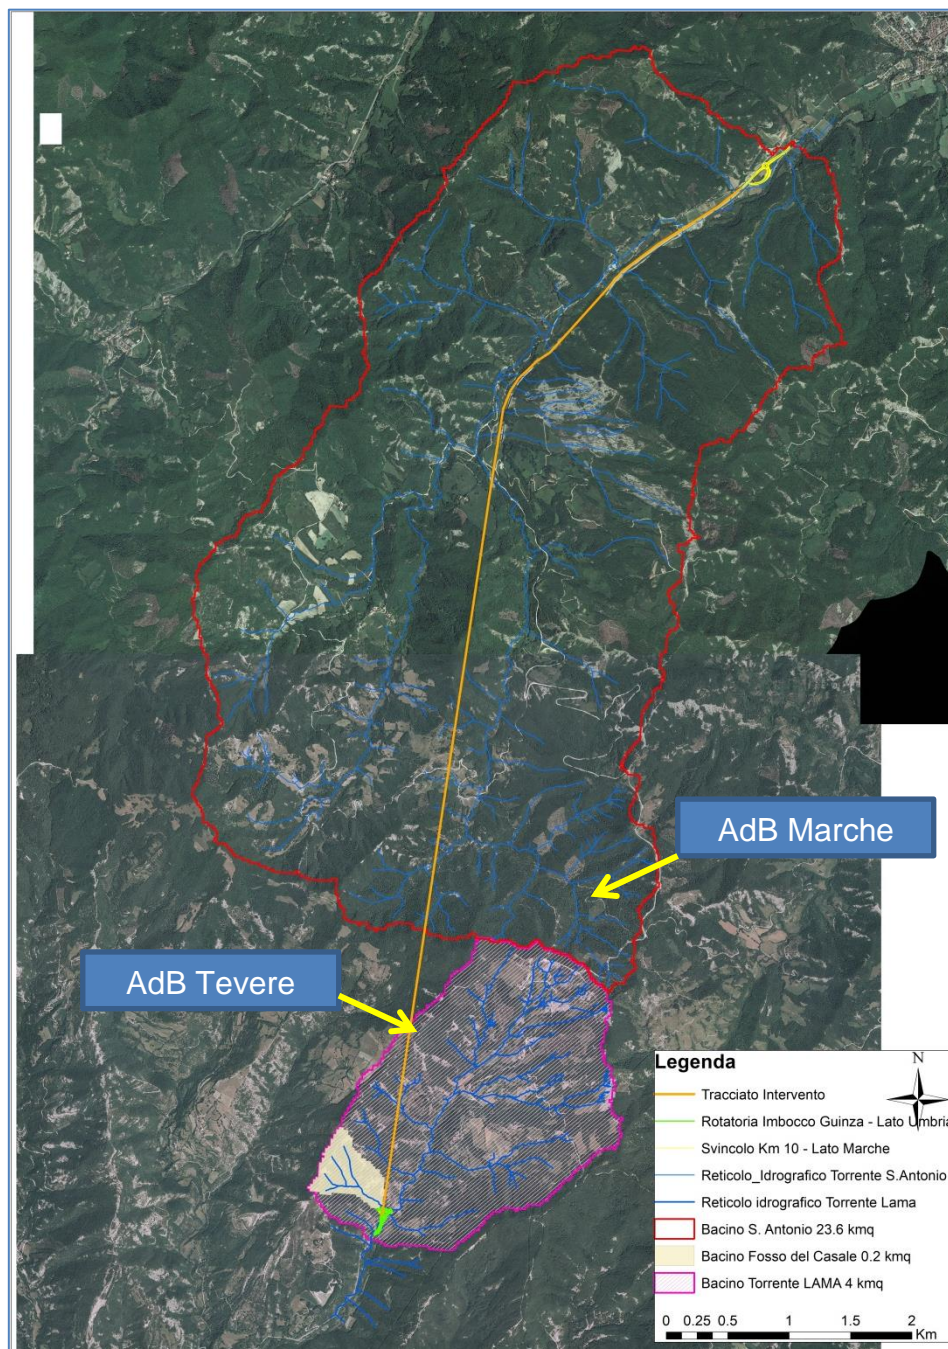 AdB Marche
AdB Tevere
Legenda
N
Tracciato Intervento
Rotatoria Imbocco Guinza - Lato Umbria
Svincolo Km 10 - Lato Marche
Reticolo_Idrografico Torrente S.Antonio
Reticolo idrografico Torrente Lama
Bacino S. Antonio 23.6 kmq
Bacino Fosso del Casale 0.2 kmq
Bacino Torrente LAMA 4 kmq
0 0.25 0.5 1 1.5 2
Km